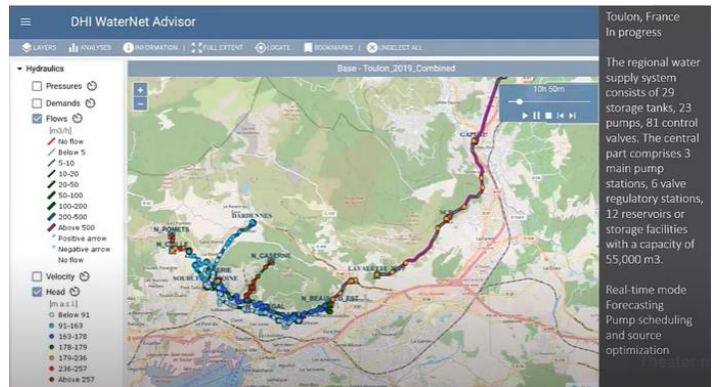 DHI WaterNet Advisor
LAYERS ANALYSES INFORMATION FULL EXTENT LOCATE BOOKMARKS UNSELECT ALL
Hydraulics
Pressures
Demands
Flows
[m3/h]
No flow
Below 5
5-10
10-20
20-50
50-100
100-200
200-500
Above 500
Positive arrow
Negative arrow
No flow
Velocity
Head
[m a.s.l]
Below 91
91-163
163-178
178-179
179-236
236-257
Above 257
Base - Toulon_2019_Combined
+
-
10h 50m
DARDENNES
N_POMETS
N_CASERNE
Toulon, France
In progress
The regional water
supply system
consists of 29
storage tanks, 23
pumps, 81 control
valves. The central
part comprises 3
main pump
stations, 6 valve
regulatory stations,
12 reservoirs or
storage facilities
with a capacity of
55,000 m3.
Real-time mode
Forecasting
Pump scheduling
and source
optimization